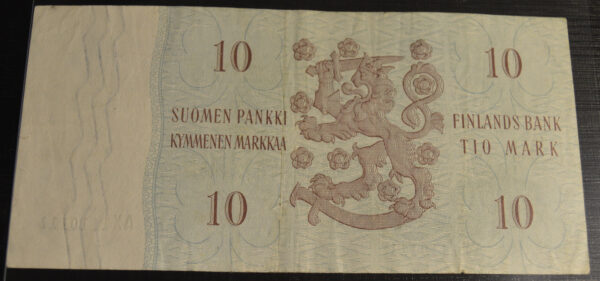 10
10
SUOMEN PANKKI
KYMMENEN MARKKAA
FINLANDS BANK
TIO MARK
10
10